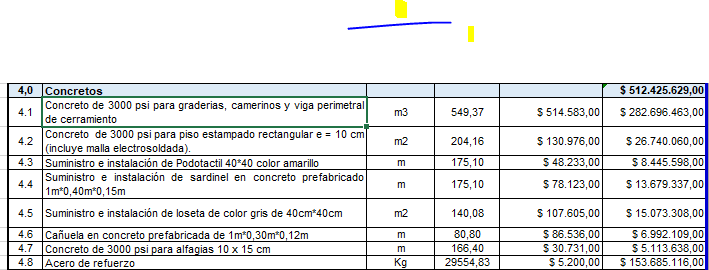 4,0 Concretos $ 512.425.629,00
4.1 Concreto de 3000 psi para graderias, camerinos y viga perimetral de cerramiento m3 549,37 $ 514.583,00 $ 282.696.463,00
4.2 Concreto de 3000 psi para piso estampado rectangular e = 10 cm (incluye malla electrosoldada). m2 204,16 $ 130.976,00 $ 26.740.060,00
4.3 Suministro e instalación de Podotactil 40*40 color amarillo m 175,10 $ 48.233,00 $ 8.445.598,00
4.4 Suministro e instalación de sardinel en concreto prefabricado 1m*0,40m*0,15m m 175,10 $ 78.123,00 $ 13.679.337,00
4.5 Suministro e instalación de loseta de color gris de 40cm*40cm m2 140,08 $ 107.605,00 $ 15.073.308,00
4.6 Cañuela en concreto prefabricada de 1m*0,30m*0,12m m 80,80 $ 86.536,00 $ 6.992.109,00
4.7 Concreto de 3000 psi para alfagias 10 x 15 cm m 166,40 $ 30.731,00 $ 5.113.638,00
4.8 Acero de refuerzo Kg 29554,83 $ 5.200,00 $ 153.685.116,00